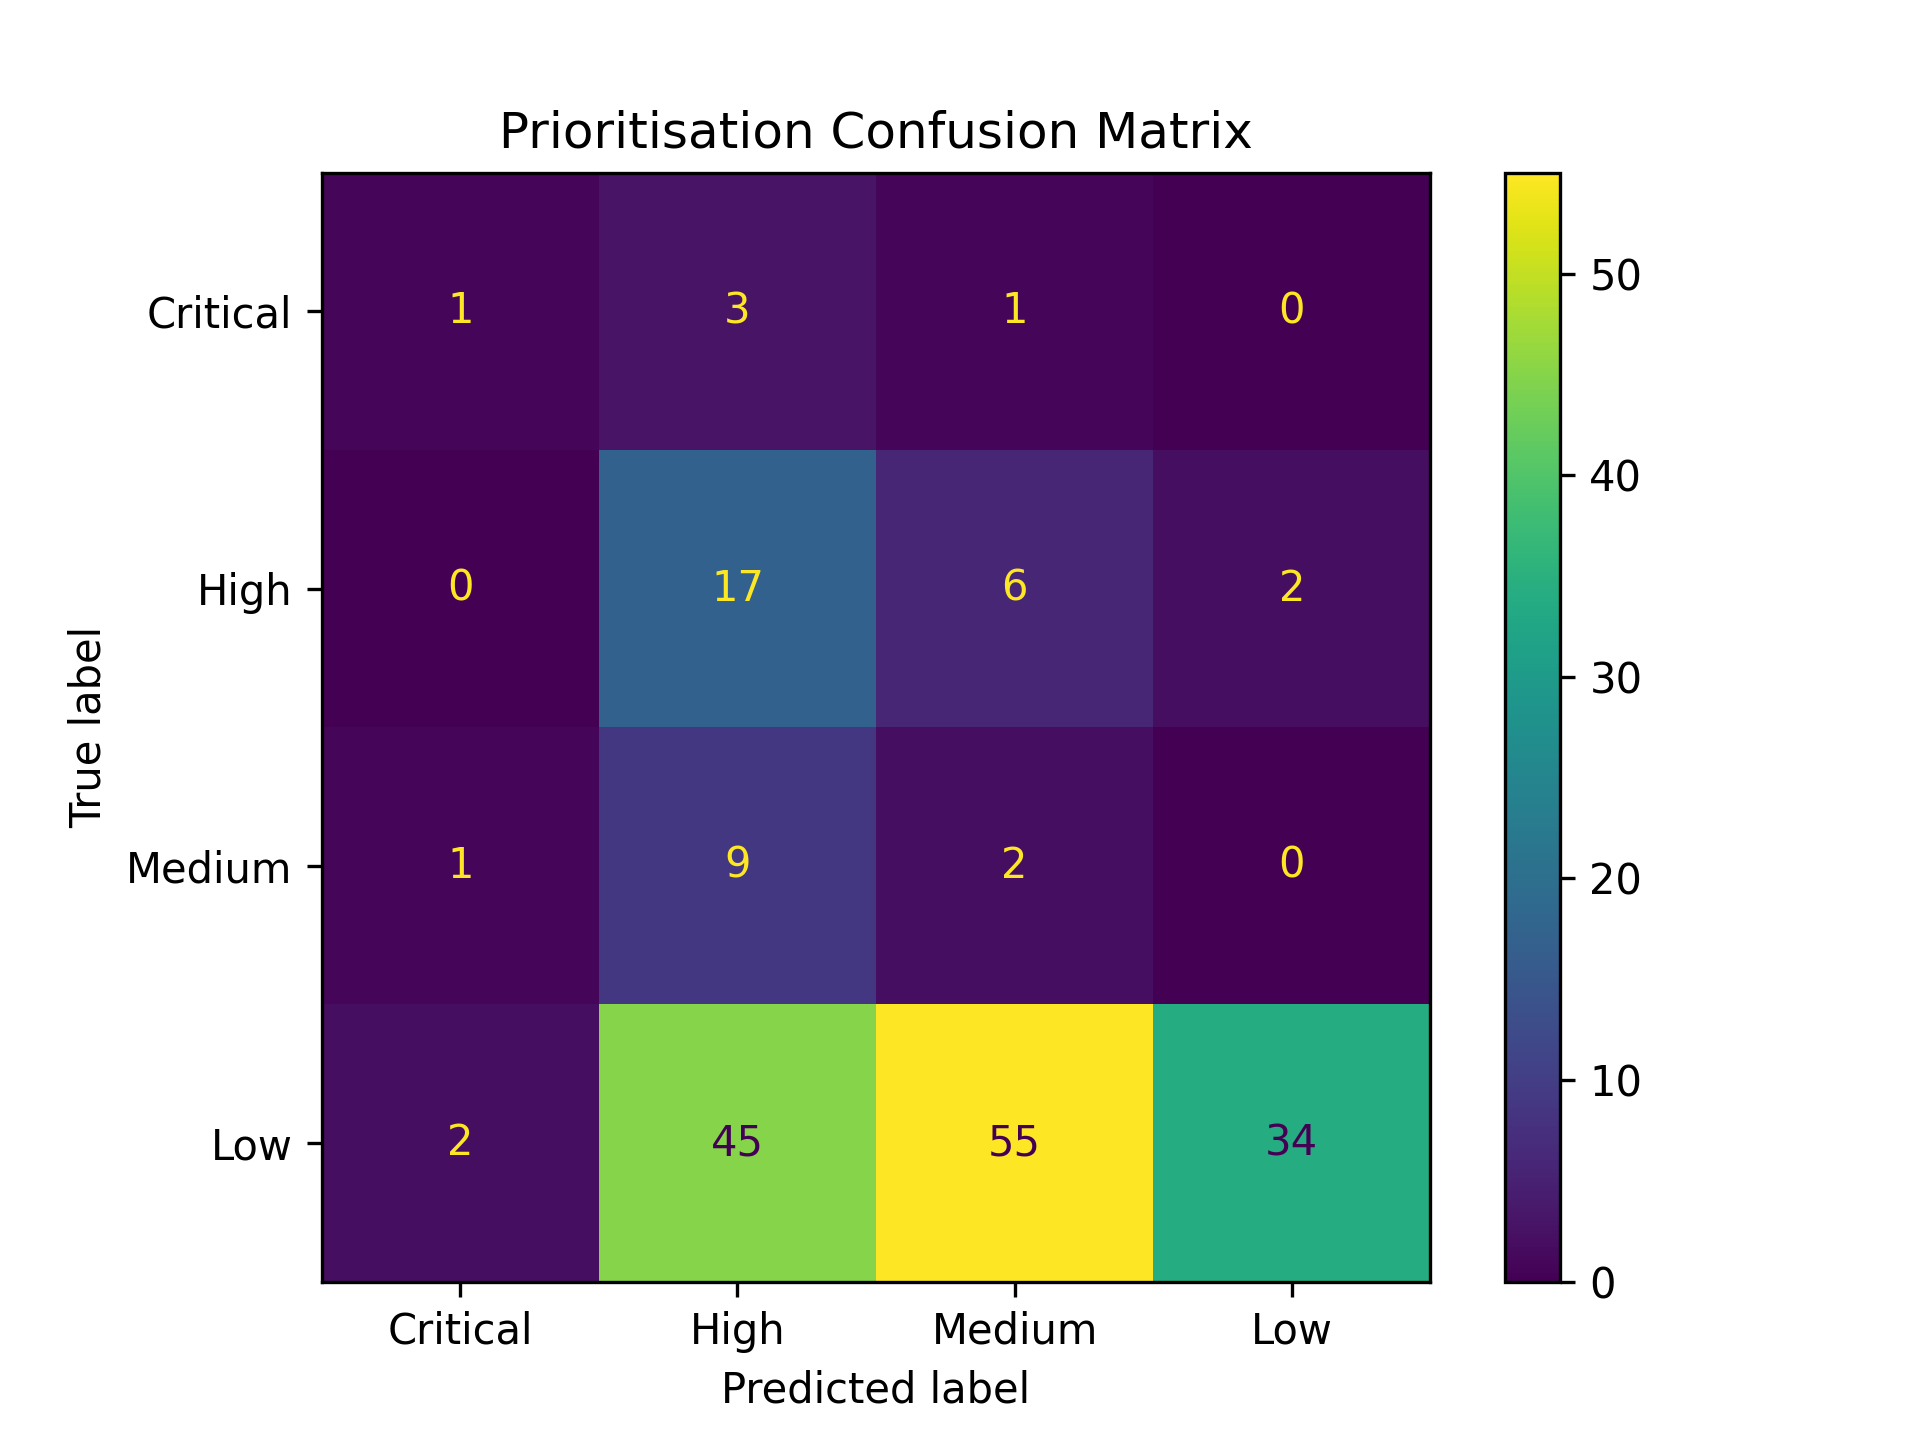 Prioritisation Confusion Matrix
Critical 1 3 1 0
High 0 17 6 2
Medium 1 9 2 0
Low 2 45 55 34
Critical High Medium Low
Predicted label
True label
50
40
30
20
10
0